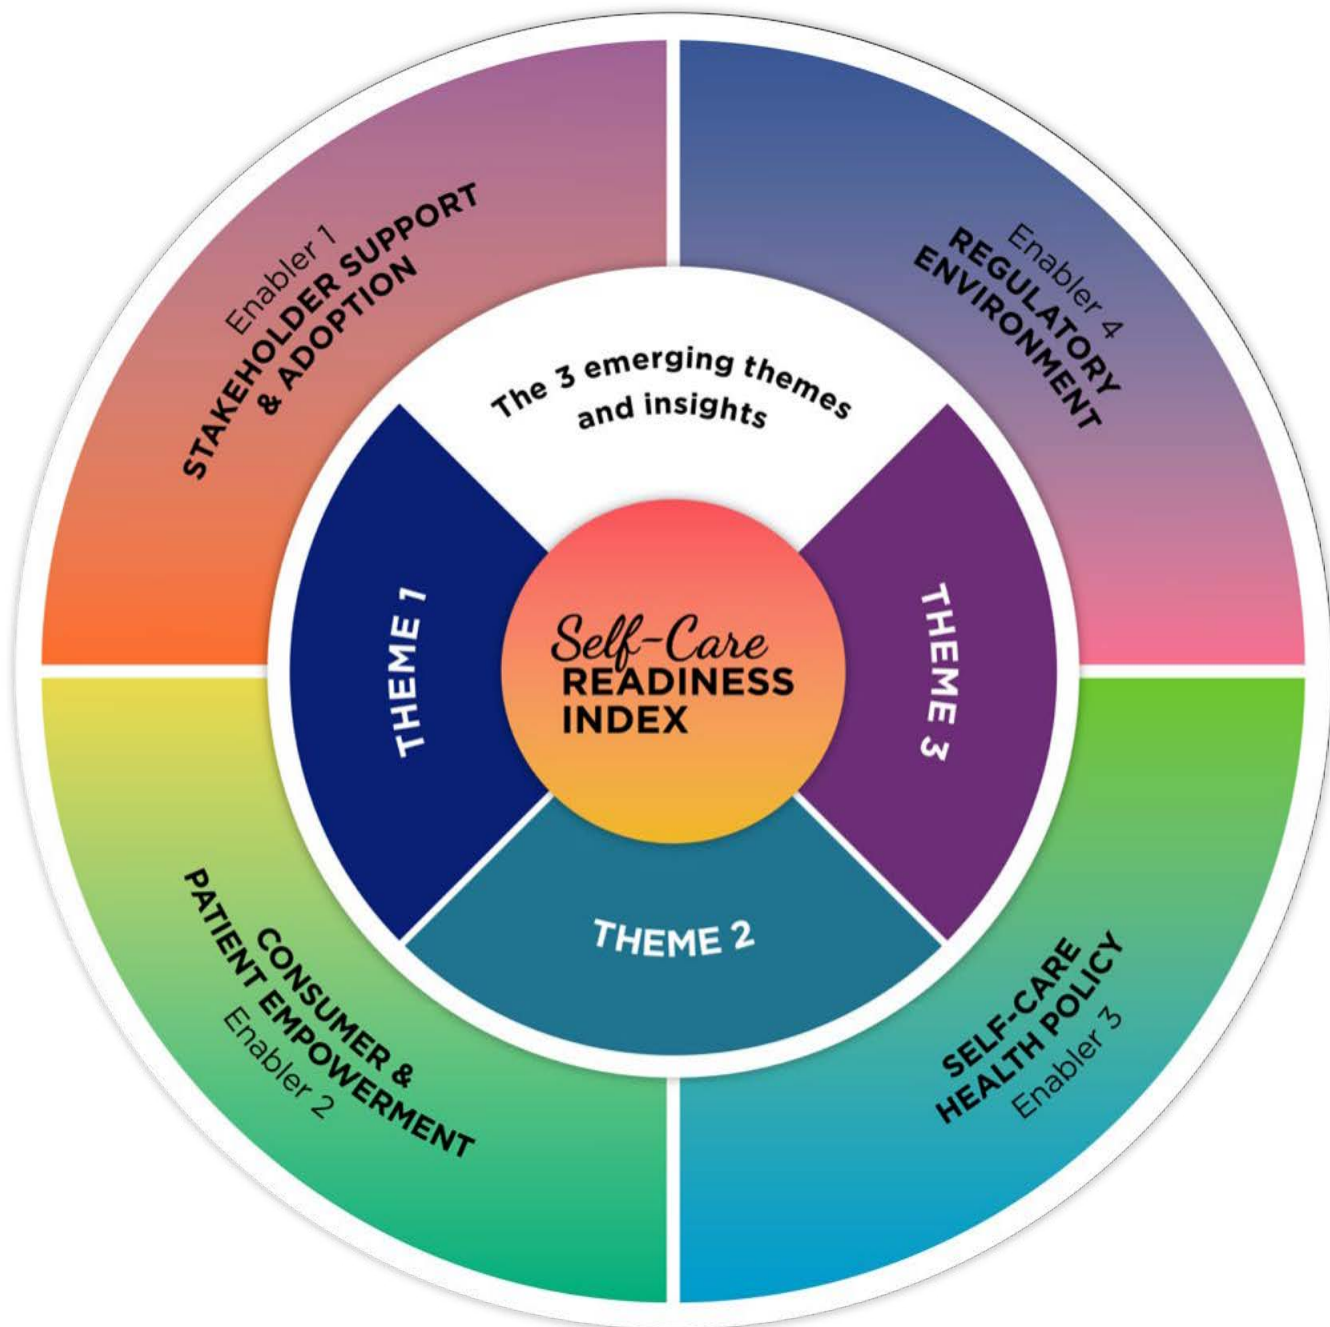 Enabler 1
STAKEHOLDER SUPPORT
& ADOPTION
Enabler 4
REGULATORY
ENVIRONMENT
The 3 emerging themes
and insights
THEME 1
Self-Care
READINESS
INDEX
THEME 3
THEME 2
CONSUMER &
PATIENT EMPOWERMENT
Enabler 2
SELF-CARE
HEALTH POLICY
Enabler 3